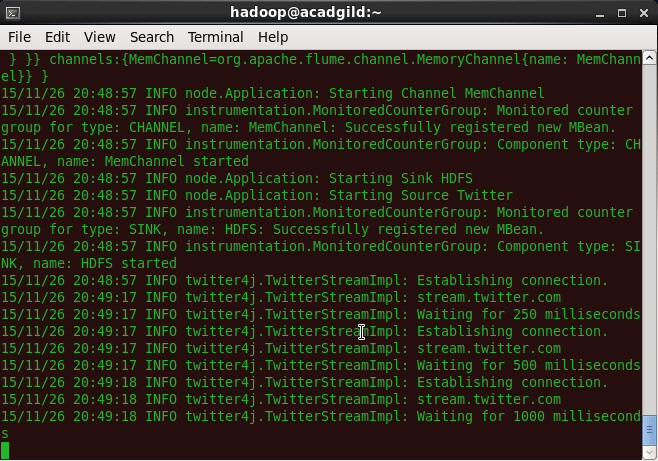 hadoop@acadgild:~
File Edit View Search Terminal Help
 } }} channels:{MemChannel=org.apache.flume.channel.MemoryChannel{name: MemChann
el}} }
15/11/26 20:48:57 INFO node.Application: Starting Channel MemChannel
15/11/26 20:48:57 INFO instrumentation.MonitoredCounterGroup: Monitored counter
group for type: CHANNEL, name: MemChannel: Successfully registered new MBean.
15/11/26 20:48:57 INFO instrumentation.MonitoredCounterGroup: Component type: CH
ANNEL, name: MemChannel started
15/11/26 20:48:57 INFO node.Application: Starting Sink HDFS
15/11/26 20:48:57 INFO node.Application: Starting Source Twitter
15/11/26 20:48:57 INFO instrumentation.MonitoredCounterGroup: Monitored counter
group for type: SINK, name: HDFS: Successfully registered new MBean.
15/11/26 20:48:57 INFO instrumentation.MonitoredCounterGroup: Component type: SI
NK, name: HDFS started
15/11/26 20:48:57 INFO twitter4j.TwitterStreamImpl: Establishing connection.
15/11/26 20:49:17 INFO twitter4j.TwitterStreamImpl: stream.twitter.com
15/11/26 20:49:17 INFO twitter4j.TwitterStreamImpl: Waiting for 250 milliseconds
15/11/26 20:49:17 INFO twitter4j.TwitterStreamImpl: Establishing connection.
15/11/26 20:49:17 INFO twitter4j.TwitterStreamImpl: stream.twitter.com
15/11/26 20:49:17 INFO twitter4j.TwitterStreamImpl: Waiting for 500 milliseconds
15/11/26 20:49:18 INFO twitter4j.TwitterStreamImpl: Establishing connection.
15/11/26 20:49:18 INFO twitter4j.TwitterStreamImpl: stream.twitter.com
15/11/26 20:49:18 INFO twitter4j.TwitterStreamImpl: Waiting for 1000 millisecond
s